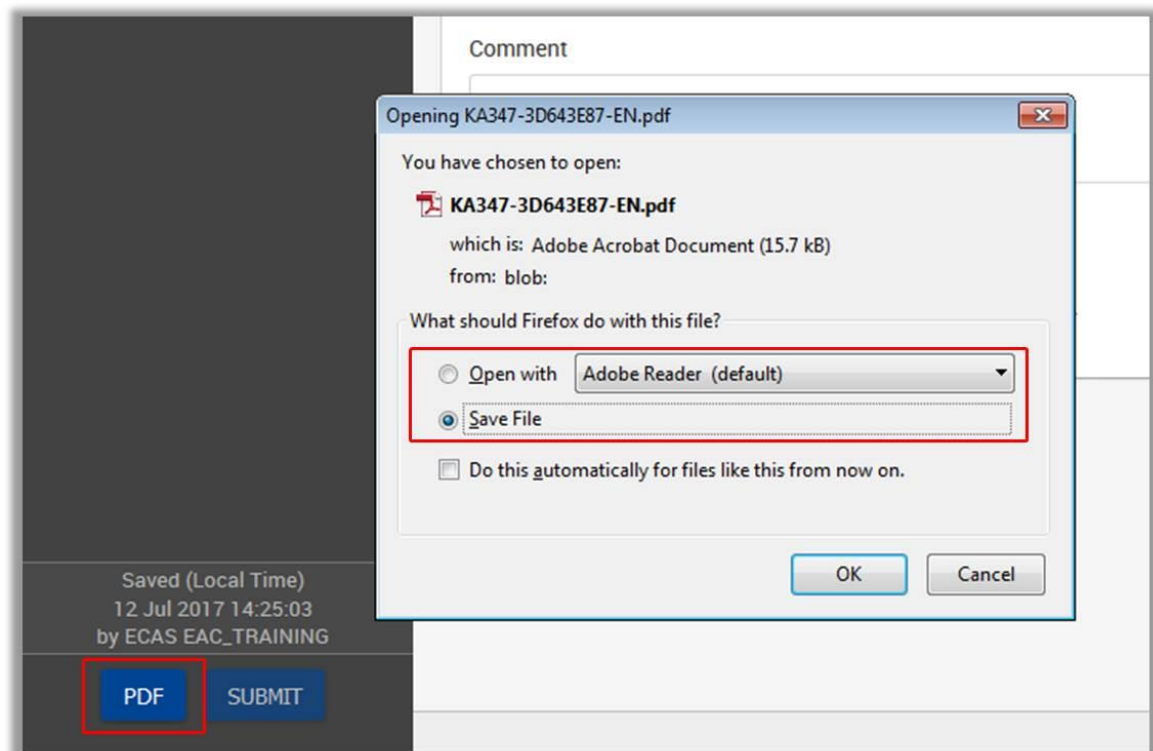 Comment
Opening KA347-3D643E87-EN.pdf
You have chosen to open:
KA347-3D643E87-EN.pdf
which is: Adobe Acrobat Document (15.7 kB)
from: blob:
What should Firefox do with this file?
Open with Adobe Reader (default)
Save File
Do this automatically for files like this from now on.
OK Cancel
Saved (Local Time)
12 Jul 2017 14:25:03
by ECAS EAC_TRAINING
PDF SUBMIT